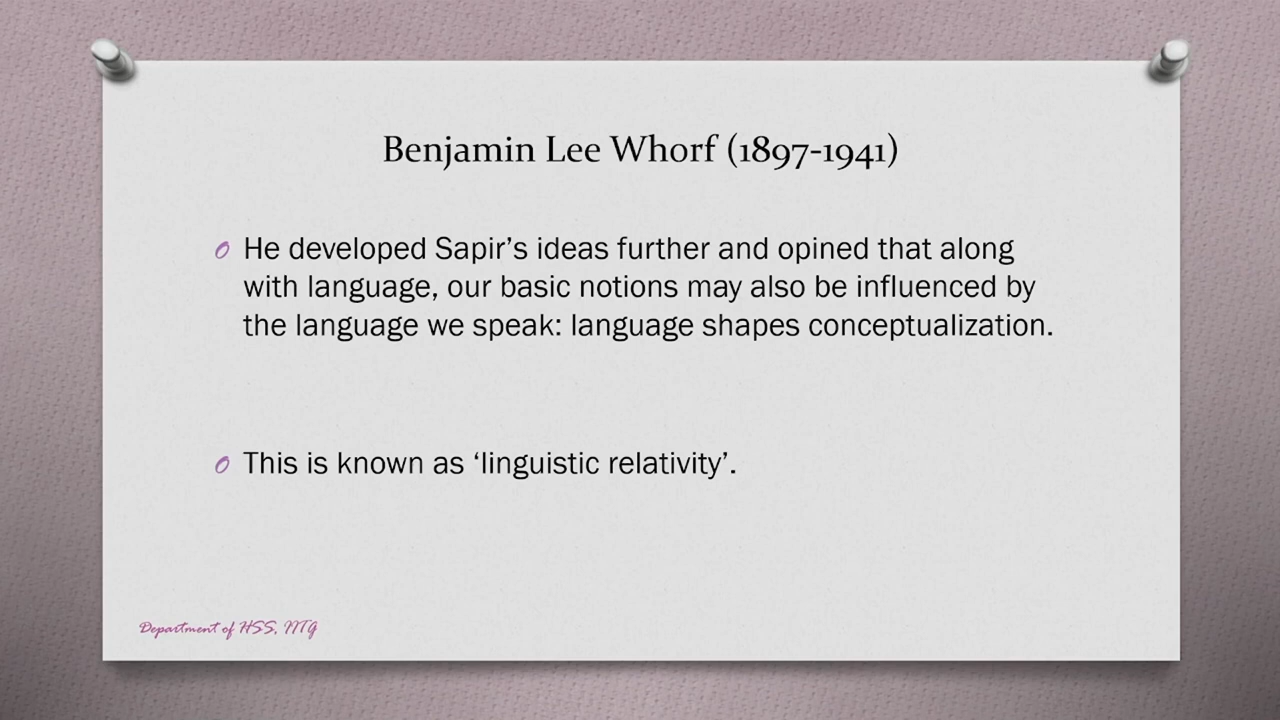 Benjamin Lee Whorf (1897-1941)
He developed Sapir’s ideas further and opined that along
with language, our basic notions may also be influenced by
the language we speak: language shapes conceptualization.
This is known as ‘linguistic relativity’.
Department of HSS, IITG